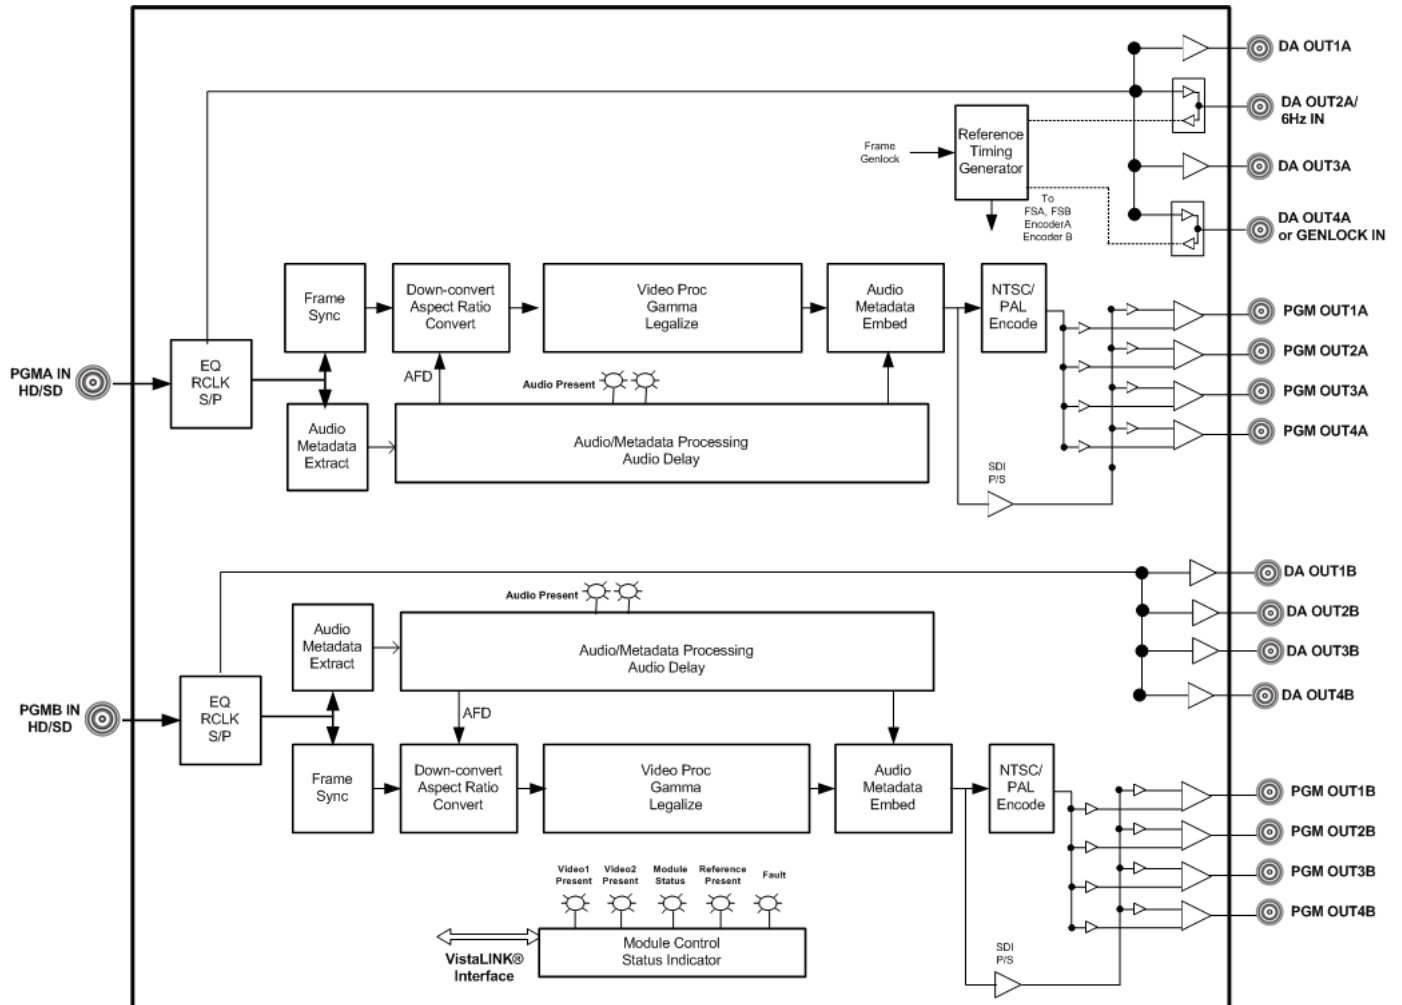 DA OUT1A
DA OUT2A/
6Hz IN
Reference
Timing
Generator
Frame
Genlock
DA OUT3A
To
FSA, FSB
EncoderA
Encoder B
DA OUT4A
or GENLOCK IN
Frame
Sync
Down-convert
Aspect Ratio
Convert
Video Proc
Gamma
Legalize
Audio
Metadata
Embed
NTSC/
PAL
Encode
PGM OUT1A
PGM OUT2A
PGM OUT3A
PGM OUT4A
PGMA IN
HD/SD
EQ
RCLK
S/P
AFD
Audio Present
Audio
Metadata
Extract
Audio/Metadata Processing
Audio Delay
SDI
P/S
DA OUT1B
DA OUT2B
DA OUT3B
DA OUT4B
Audio Present
Audio
Metadata
Extract
Audio/Metadata Processing
Audio Delay
PGMB IN
HD/SD
EQ
RCLK
S/P
AFD
Frame
Sync
Down-convert
Aspect Ratio
Convert
Video Proc
Gamma
Legalize
Audio
Metadata
Embed
NTSC/
PAL
Encode
PGM OUT1B
PGM OUT2B
PGM OUT3B
PGM OUT4B
Video1
Present
Video2
Present
Module
Status
Reference
Present
Fault
VistaLINK®
Interface
Module Control
Status Indicator
SDI
P/S